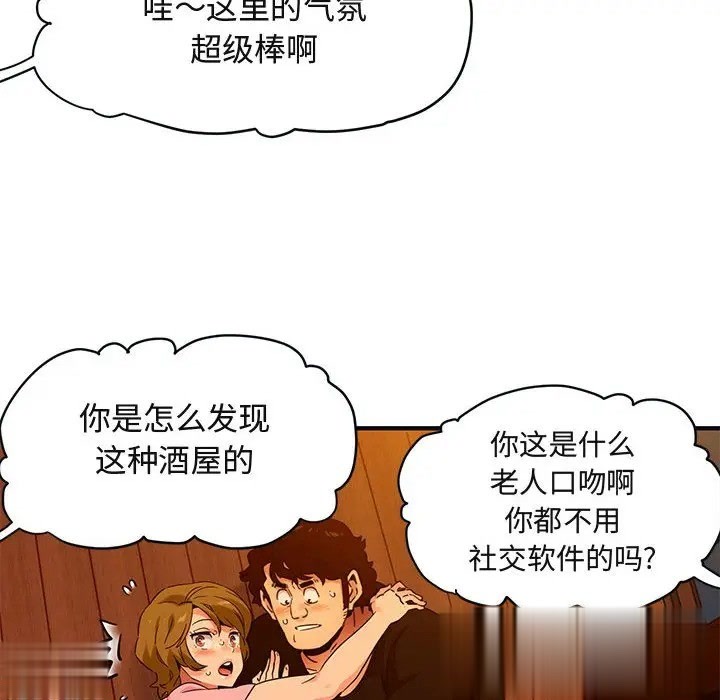 哇～这里的气氛
超级棒啊
你是怎么发现
这种酒屋的
你这是什么
老人口吻啊
你都不用
社交软件的吗?